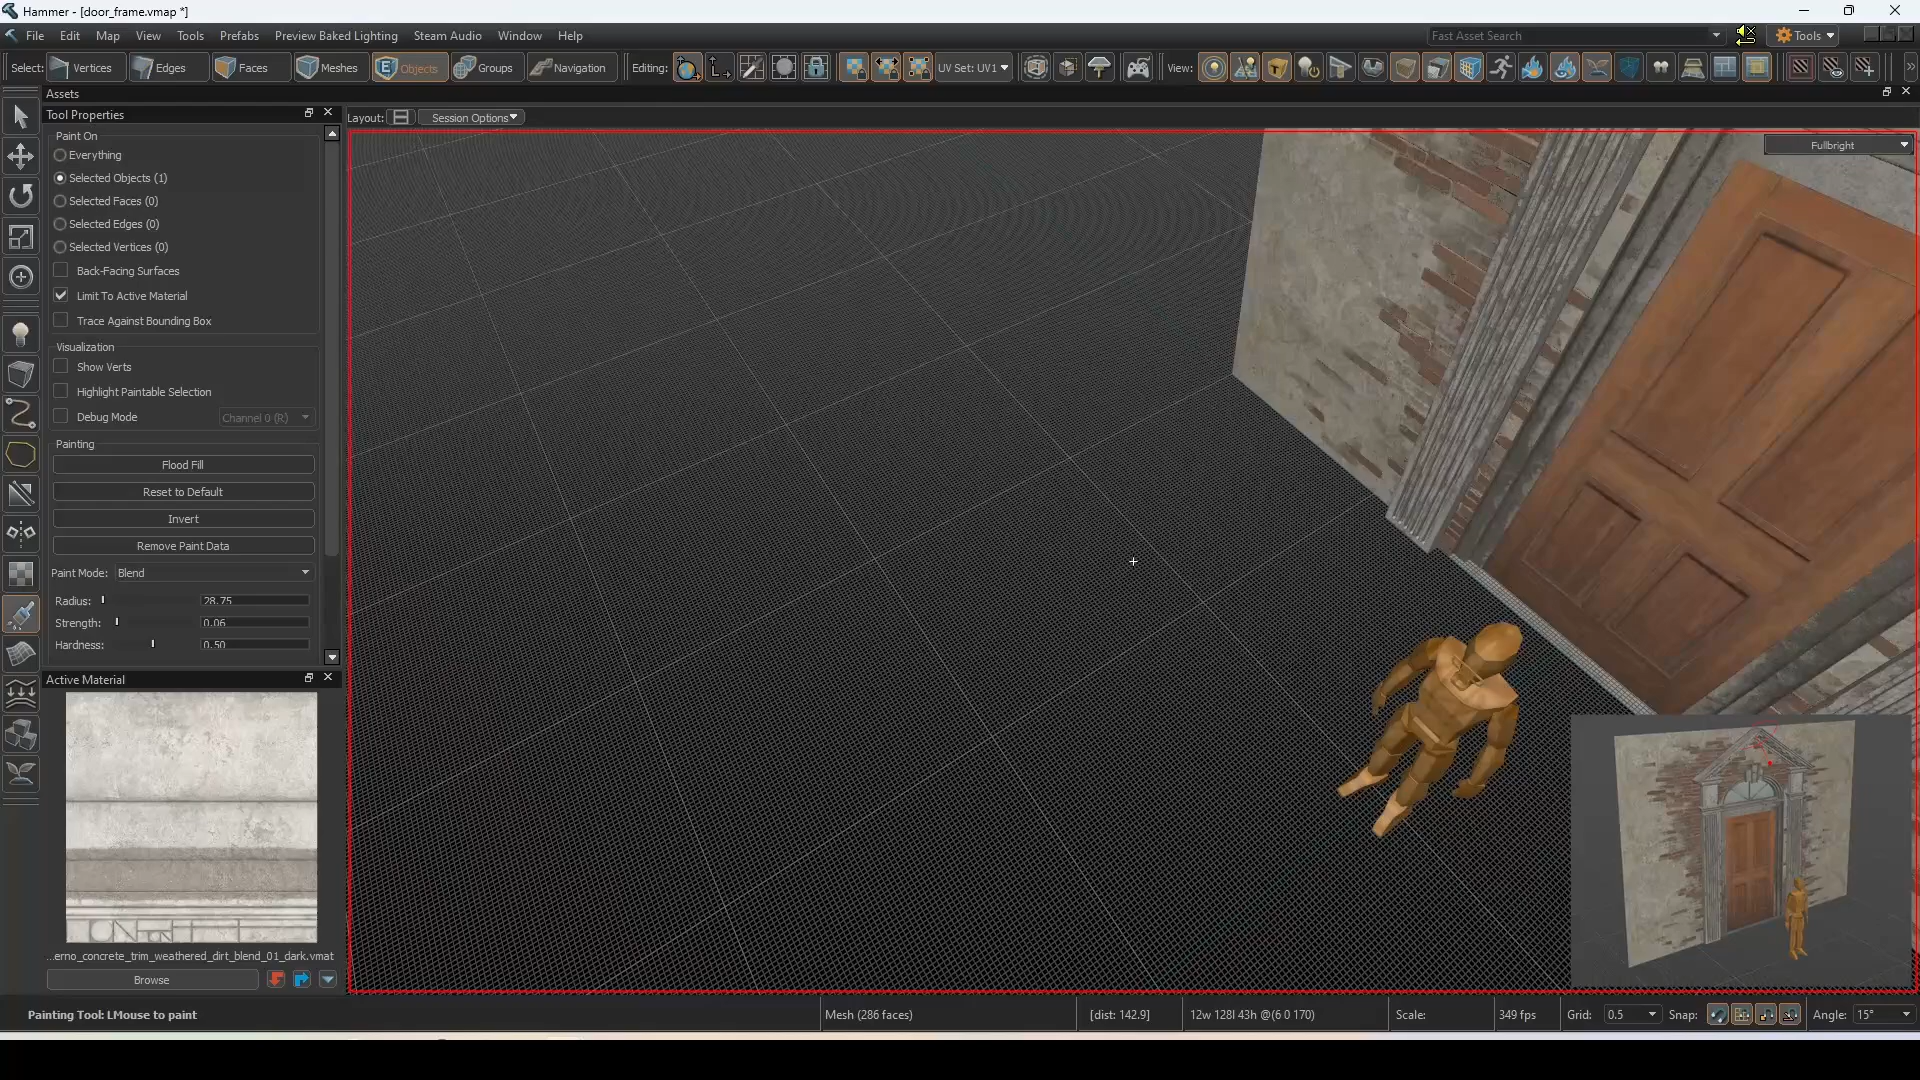 Hammer - [door_frame.vmap *]
File Edit Map View Tools Prefabs Preview Baked Lighting Steam Audio Window Help
Fast Asset Search
Tools
Select: Vertices Edges Faces Meshes Objects Groups Navigation Editing: UV Set: UV1 View:
Assets
Tool Properties
Layout: Session Options
Paint On
Everything
Selected Objects (1)
Selected Faces (0)
Selected Edges (0)
Selected Vertices (0)
Back-Facing Surfaces
Limit To Active Material
Trace Against Bounding Box
Visualization
Show Verts
Highlight Paintable Selection
Debug Mode Channel 0 (R)
Painting
Flood Fill
Reset to Default
Invert
Remove Paint Data
Paint Mode: Blend
Radius: 28.75
Strength: 0.06
Hardness: 0.50
Fullbright
Active Material
...erno_concrete_trim_weathered_dirt_blend_01_dark.vmat
Browse
Painting Tool: LMouse to paint
Mesh (286 faces)
[dist: 142.9]
12w 128l 43h @(6 0 170)
Scale:
349 fps
Grid: 0.5
Snap:
Angle: 15°